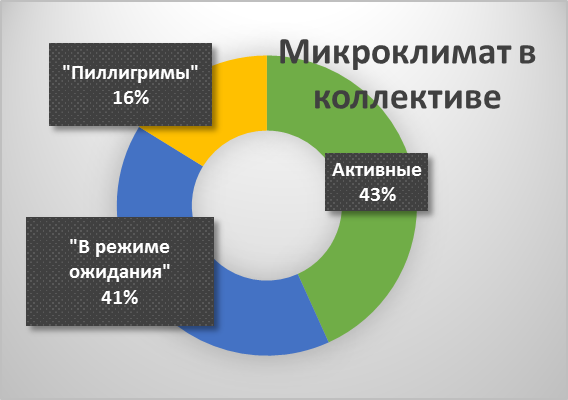 Микроклимат в
коллективе
"Пиллигримы"
16%
Активные
43%
"В режиме
ожидания"
41%